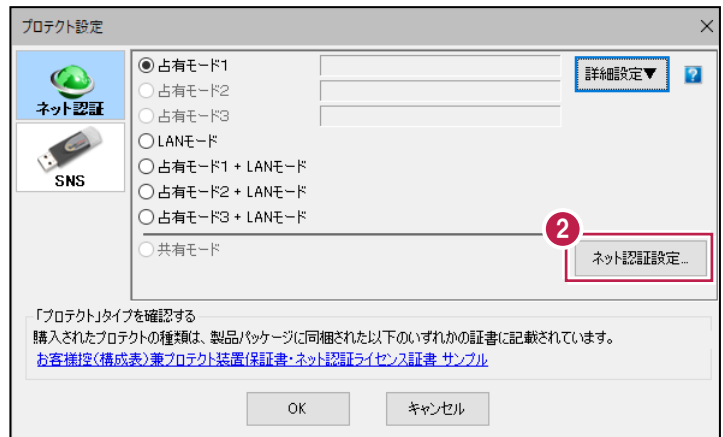 プロテクト設定
ネット認証
SNS
占有モード1
占有モード2
占有モード3
LANモード
占有モード1 + LANモード
占有モード2 + LANモード
占有モード3 + LANモード
共有モード
詳細設定▼
?
2
ネット認証設定...
「プロテクト」タイプを確認する
購入されたプロテクトの種類は、製品パッケージに同梱された以下のいずれかの証書に記載されています。
お客様控(構成表)兼プロテクト装置保証書・ネット認証ライセンス証書 サンプル
OK
キャンセル